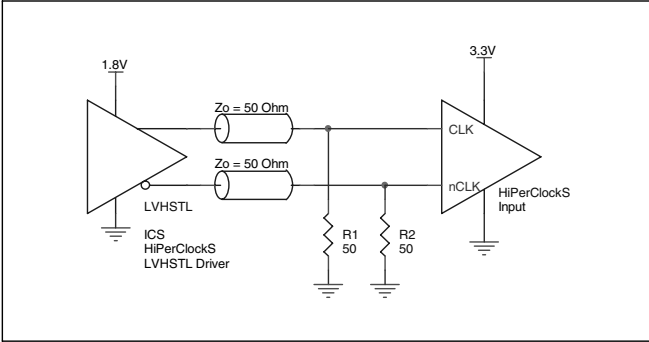 1.8V
3.3V
Zo = 50 Ohm
CLK
Zo = 50 Ohm
nCLK
HiPerClockS
Input
LVHSTL
ICS
HiPerClockS
LVHSTL Driver
R1
50
R2
50